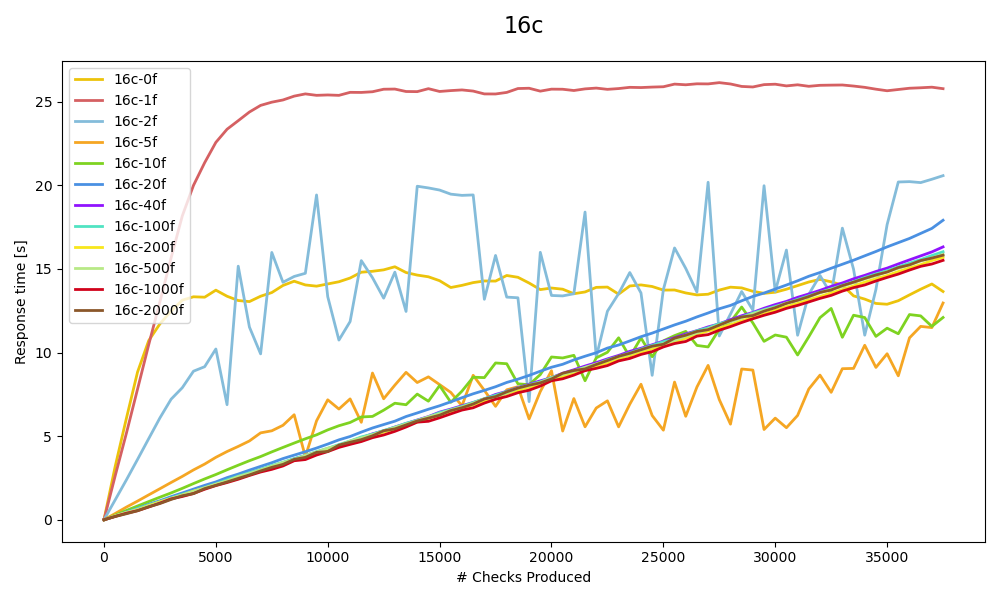 16c
16c-0f
16c-1f
16c-2f
16c-5f
16c-10f
16c-20f
16c-40f
16c-100f
16c-200f
16c-500f
16c-1000f
16c-2000f
Response time [s]
25
20
15
10
5
0
0 5000 10000 15000 20000 25000 30000 35000
# Checks Produced